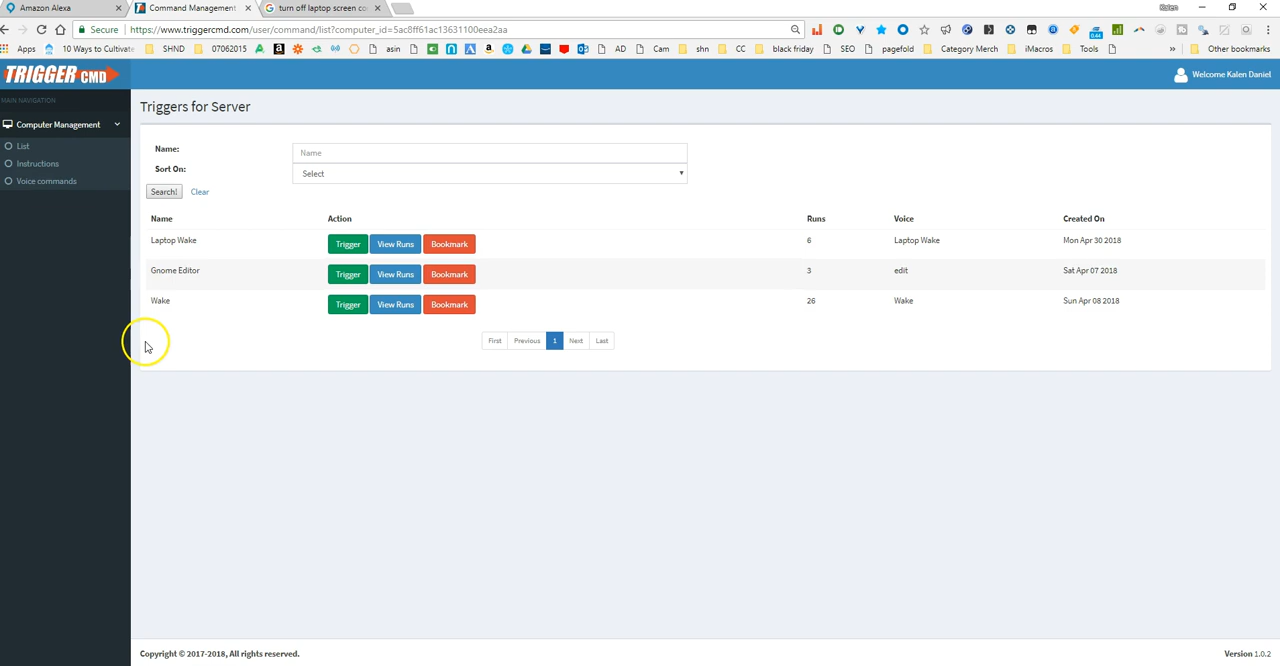 Amazon Alexa
Command Management
turn off laptop screen co
Kalen
Secure
https://www.triggercmd.com/user/command/list?computer_id=5ac8ff61ac13631100eea2aa
Apps
10 Ways to Cultivate
SHND
07062015
asin
AD
Cam
shn
CC
black friday
SEO
pagefold
Category Merch
iMacros
Tools
»
Other bookmarks
0.44
TRIGGER CMD
Welcome Kalen Daniel
MAIN NAVIGATION
Computer Management
List
Instructions
Voice commands
Triggers for Server
Name:
Name
Sort On:
Select
Search!
Clear
Name Action Runs Voice Created On
Laptop Wake Trigger View Runs Bookmark 6 Laptop Wake Mon Apr 30 2018
Gnome Editor Trigger View Runs Bookmark 3 edit Sat Apr 07 2018
Wake Trigger View Runs Bookmark 26 Wake Sun Apr 08 2018
First Previous 1 Next Last
Copyright © 2017-2018, All rights reserved.
Version 1.0.2